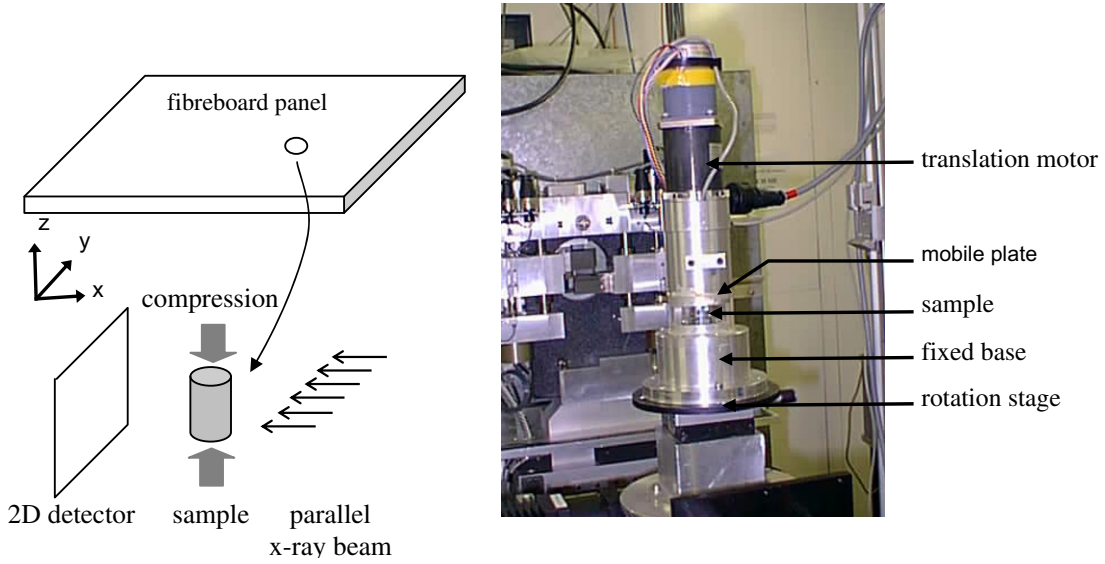 fibreboard panel
z
y
x
compression
2D detector
sample
parallel
x-ray beam
translation motor
mobile plate
sample
fixed base
rotation stage